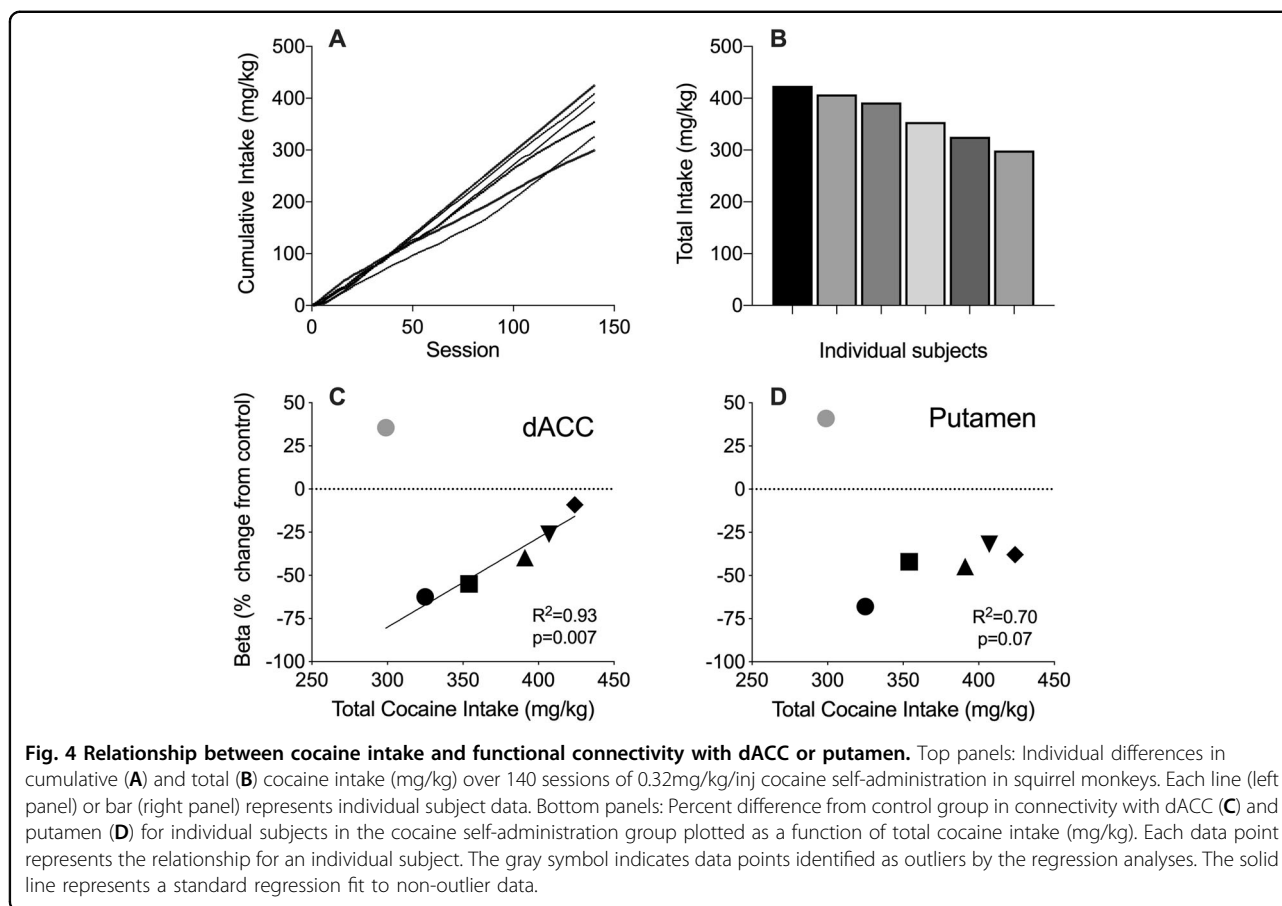 A
500
400
300
200
100
0
Cumulative Intake (mg/kg)
0
50
100
150
Session
B
500
400
300
200
100
0
Total Intake (mg/kg)
Individual subjects
C
dACC
50
25
0
-25
-50
-75
-100
Beta (% change from control)
R²=0.93
p=0.007
250
300
350
400
450
Total Cocaine Intake (mg/kg)
D
Putamen
50
25
0
-25
-50
-75
-100
R²=0.70
p=0.07
250
300
350
400
450
Total Cocaine Intake (mg/kg)
Fig. 4 Relationship between cocaine intake and functional connectivity with dACC or putamen. Top panels: Individual differences in
cumulative (A) and total (B) cocaine intake (mg/kg) over 140 sessions of 0.32mg/kg/inj cocaine self-administration in squirrel monkeys. Each line (left
panel) or bar (right panel) represents individual subject data. Bottom panels: Percent difference from control group in connectivity with dACC (C) and
putamen (D) for individual subjects in the cocaine self-administration group plotted as a function of total cocaine intake (mg/kg). Each data point
represents the relationship for an individual subject. The gray symbol indicates data points identified as outliers by the regression analyses. The solid
line represents a standard regression fit to non-outlier data.